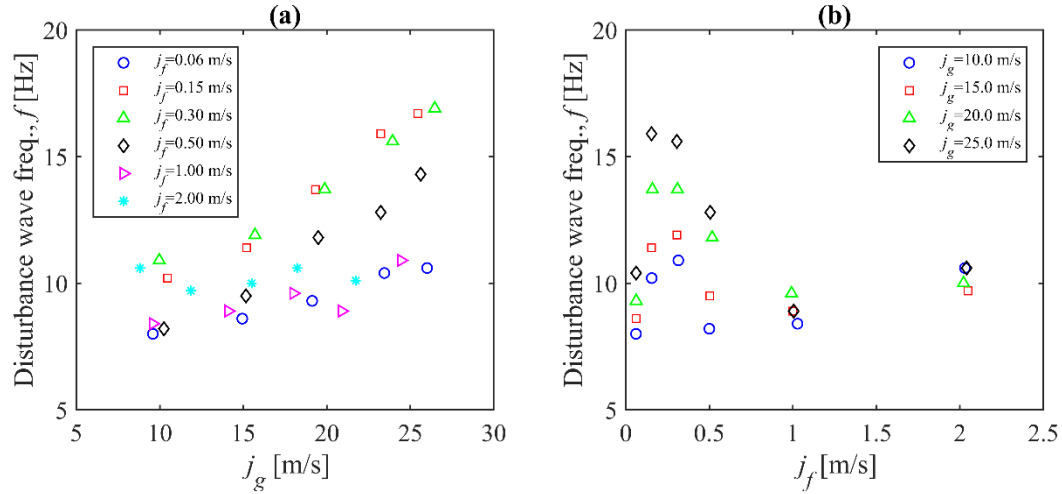 (a)
Disturbance wave freq., f [Hz]
20
15
10
5
5 10 15 20 25 30
j_g [m/s]
j_f=0.06 m/s
j_f=0.15 m/s
j_f=0.30 m/s
j_f=0.50 m/s
j_f=1.00 m/s
j_f=2.00 m/s
(b)
Disturbance wave freq., f [Hz]
20
15
10
5
0 0.5 1 1.5 2 2.5
j_f [m/s]
j_g=10.0 m/s
j_g=15.0 m/s
j_g=20.0 m/s
j_g=25.0 m/s